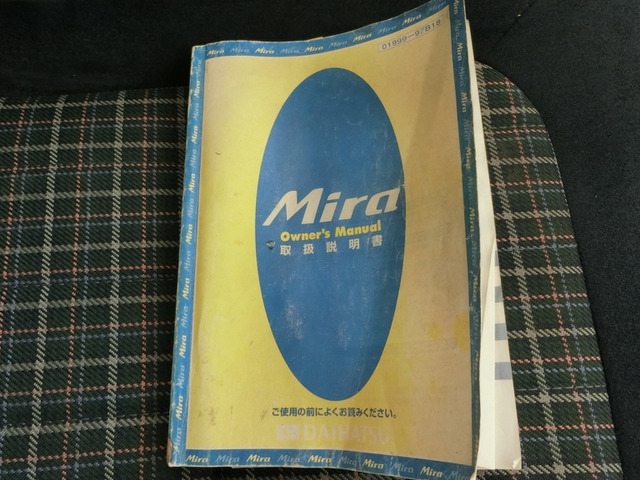 01999-97B18
Mira
Owner's Manual
取扱説明書
ご使用の前によくお読みください。
DAIHATSU